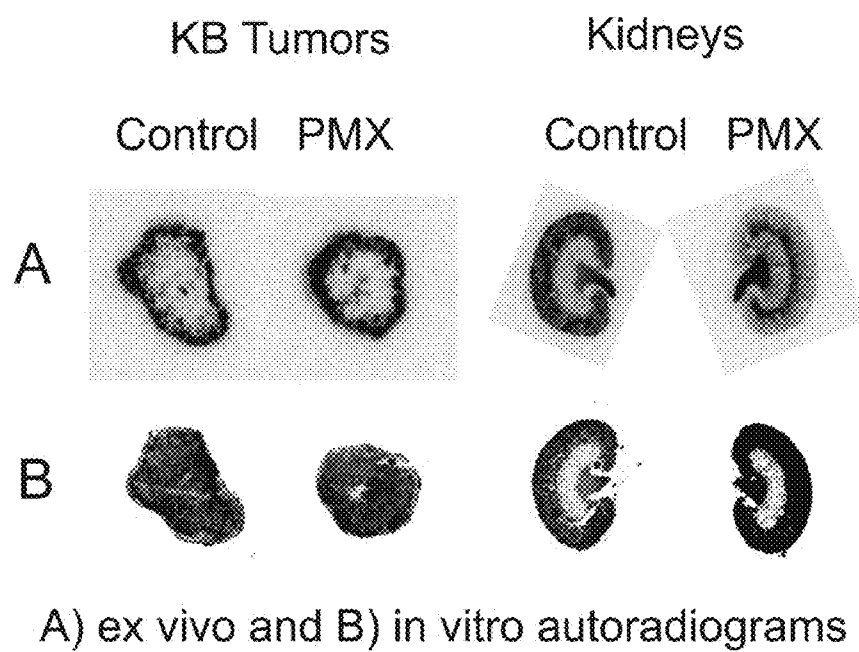 KB Tumors Kidneys
Control PMX Control PMX
A
B
A) ex vivo and B) in vitro autoradiograms